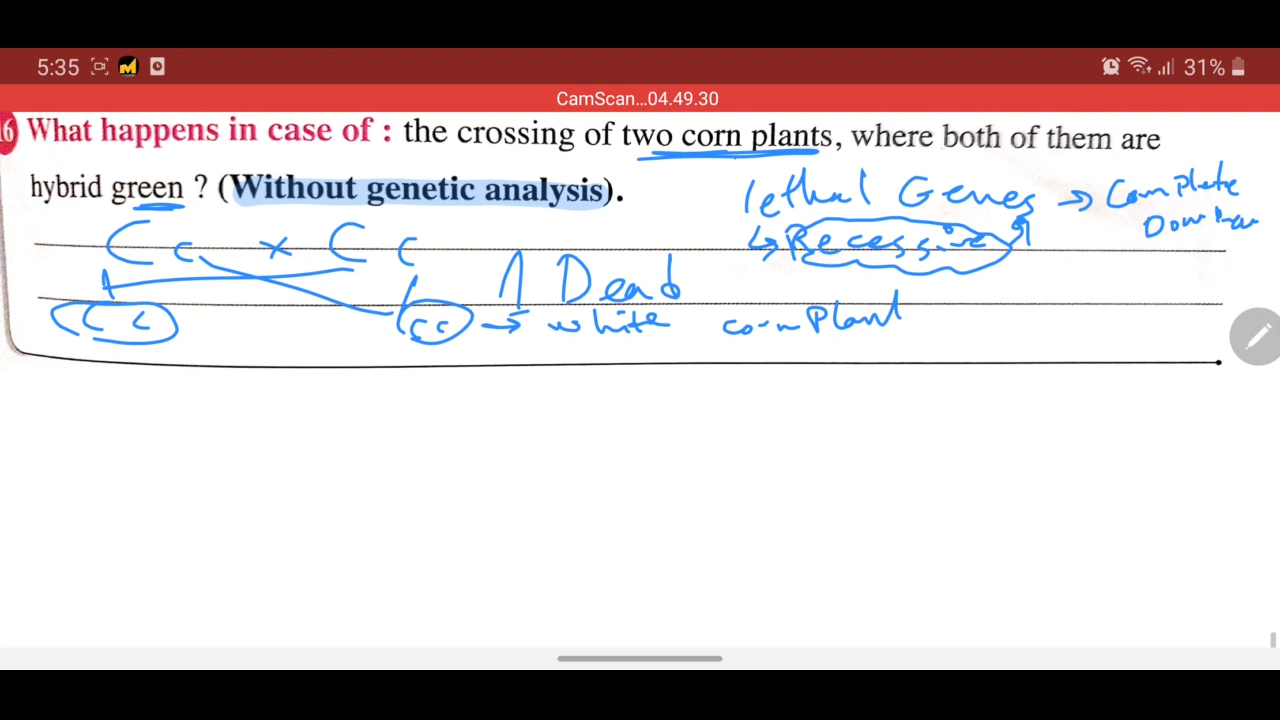 5:35 31%
CamScan...04.49.30
16 What happens in case of : the crossing of two corn plants, where both of them are
hybrid green ? (Without genetic analysis).
lethal Genes → Complete
↳ Recessive
Cc × Cc
Dead
CC cc → white corn Plant